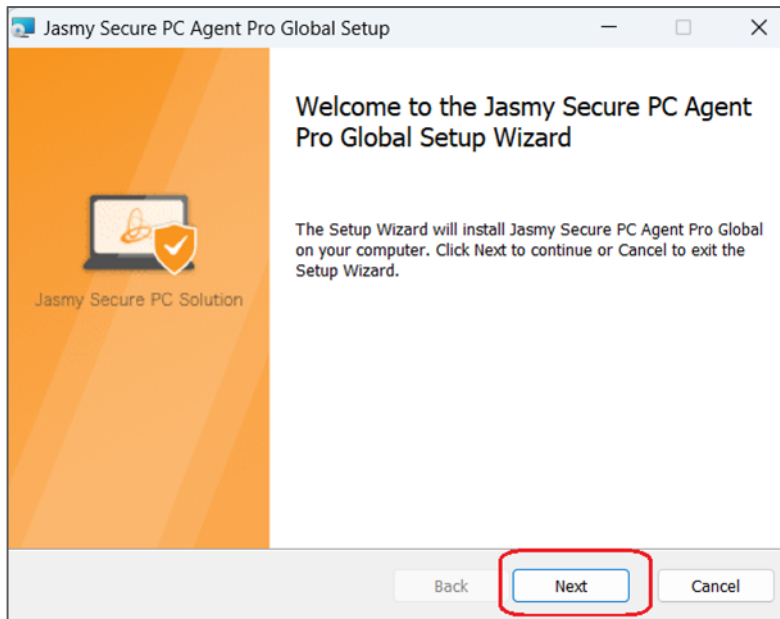 Jasmy Secure PC Agent Pro Global Setup
Welcome to the Jasmy Secure PC Agent
Pro Global Setup Wizard
The Setup Wizard will install Jasmy Secure PC Agent Pro Global
on your computer. Click Next to continue or Cancel to exit the
Setup Wizard.
Jasmy Secure PC Solution
Back
Next
Cancel